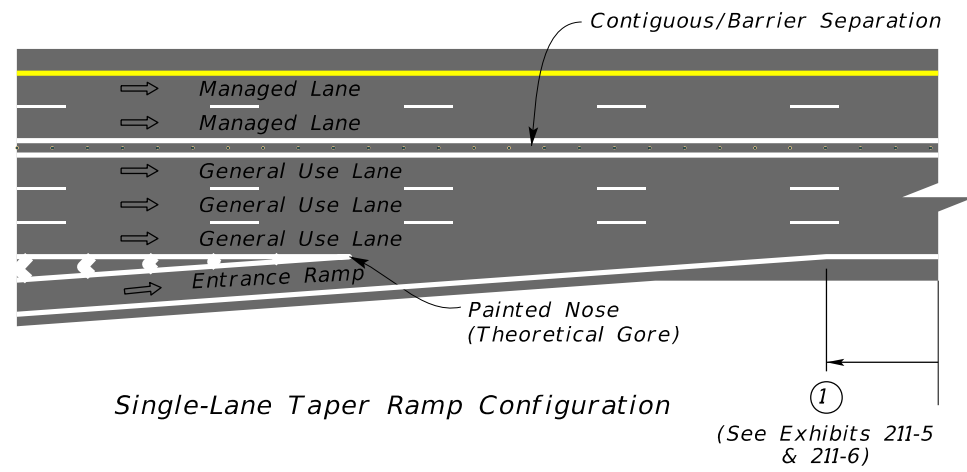 Contiguous/Barrier Separation
Managed Lane
Managed Lane
General Use Lane
General Use Lane
General Use Lane
Entrance Ramp
Painted Nose
(Theoretical Gore)
Single-Lane Taper Ramp Configuration
1
(See Exhibits 211-5
& 211-6)